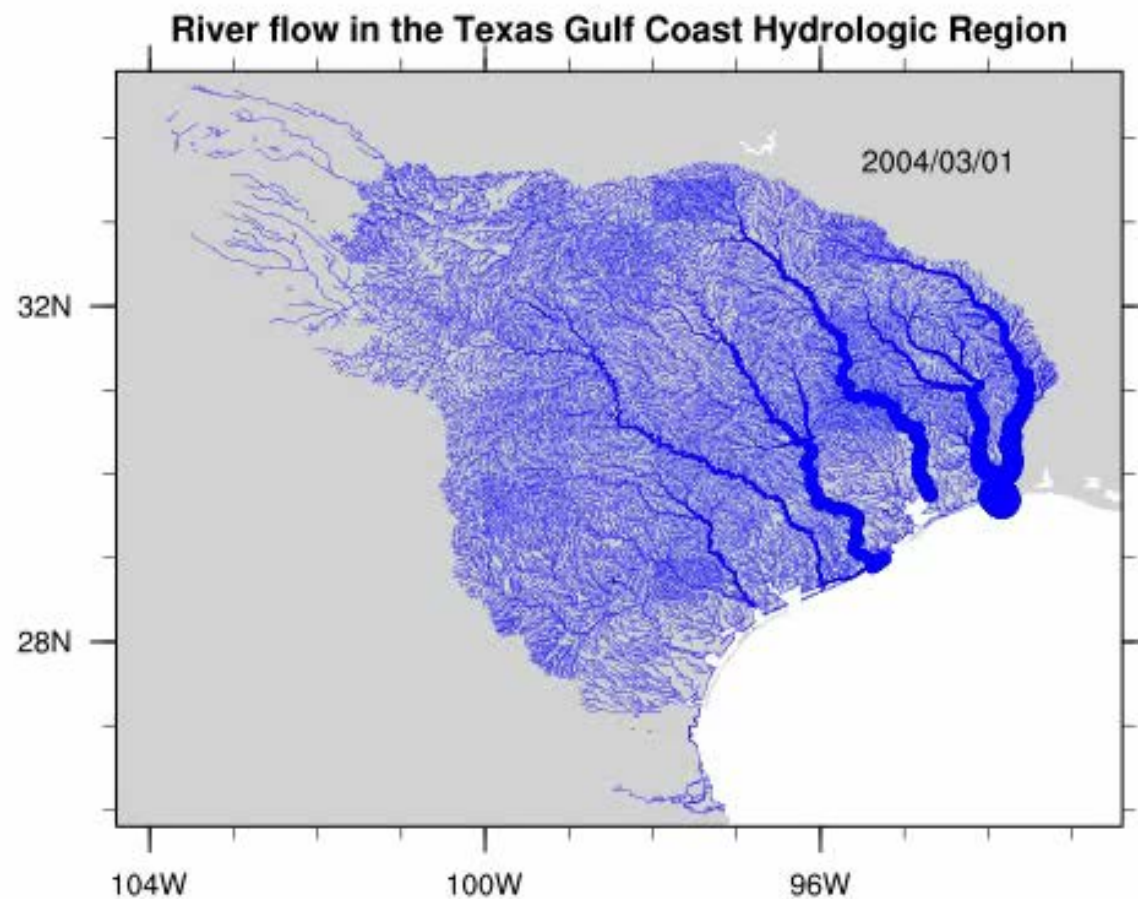 River flow in the Texas Gulf Coast Hydrologic Region
2004/03/01
32N
28N
104W
100W
96W